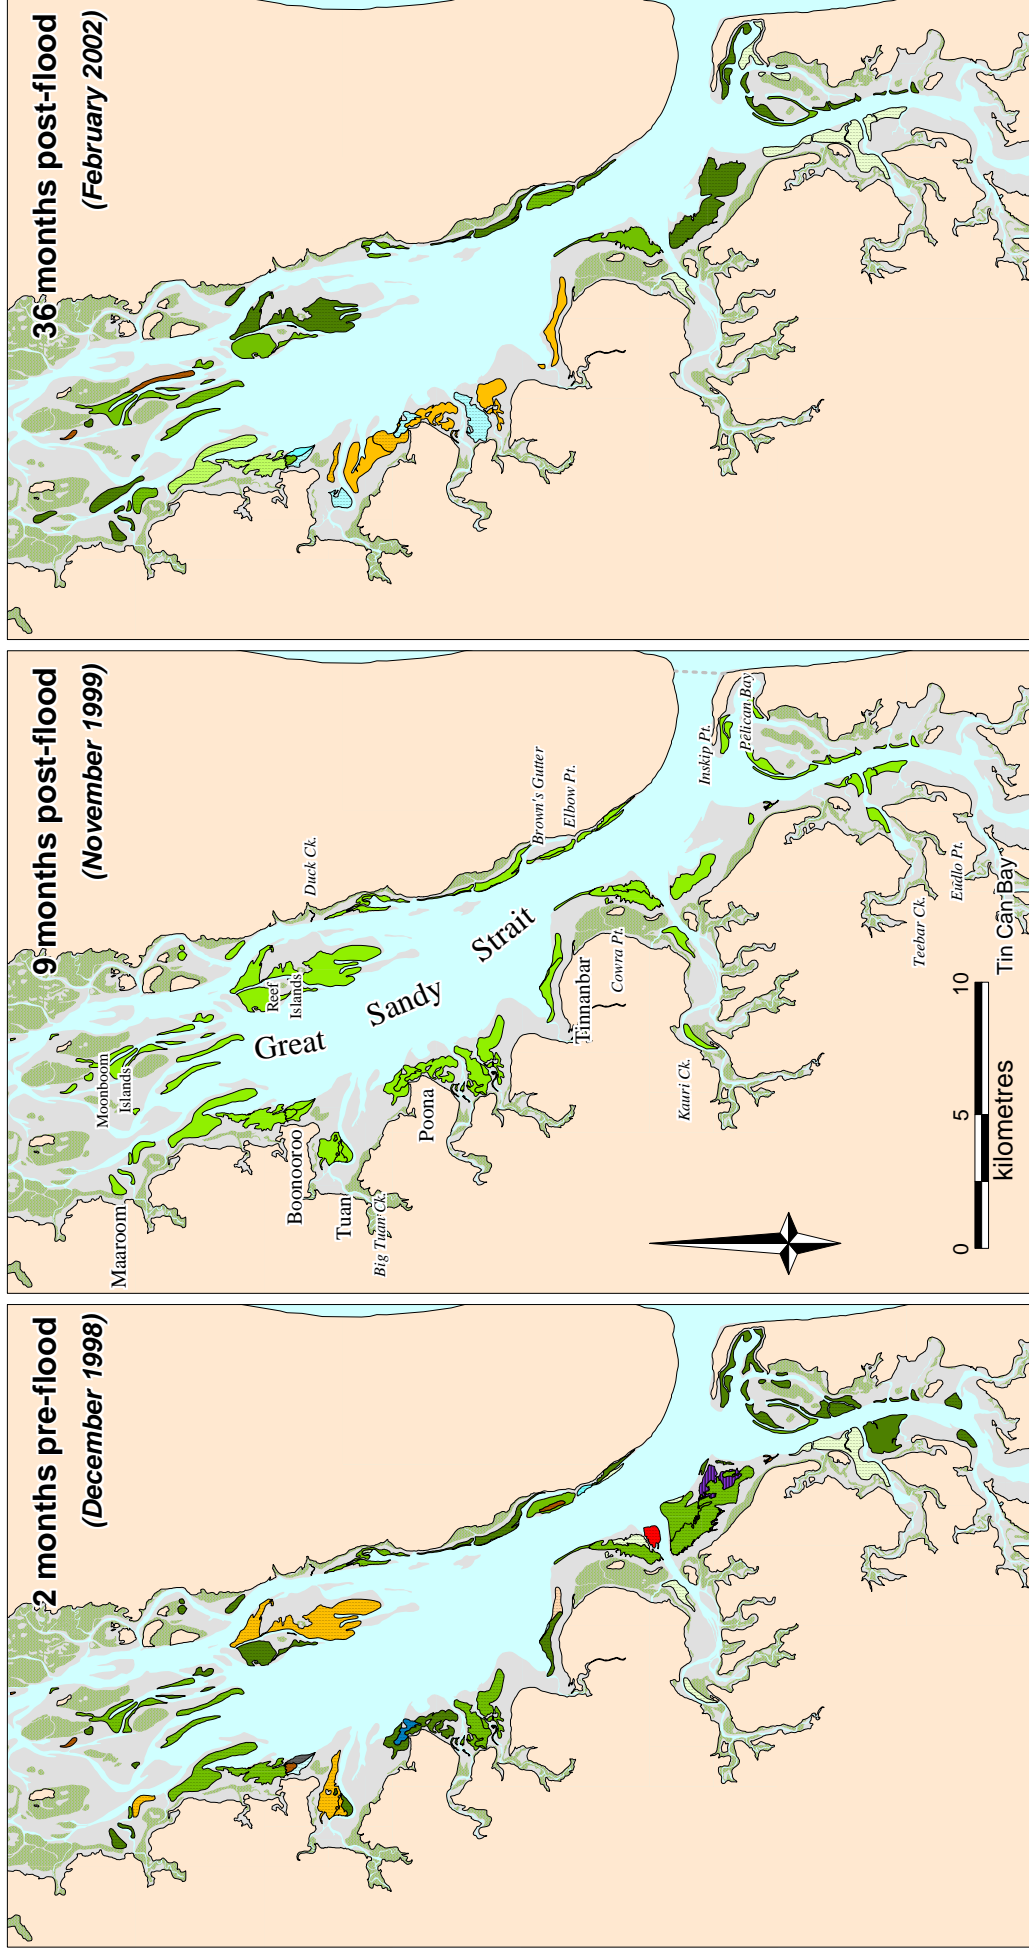 2 months pre-flood
(December 1998)
9 months post-flood
(November 1999)
Maaroom
Moonboom
Islands
Boonooroo
Tuan
Big Tuan Ck.
Reef
Islands
Duck Ck.
Great
Sandy
Strait
Poona
Brown's Gutter
Elbow Pt.
Tinnanbar
Cowra Pt.
Kauri Ck.
Inskip Pt.
Pelican Bay
Teebar Ck.
Eudlo Pt.
Tin Can Bay
0
5
10
kilometres
36 months post-flood
(February 2002)